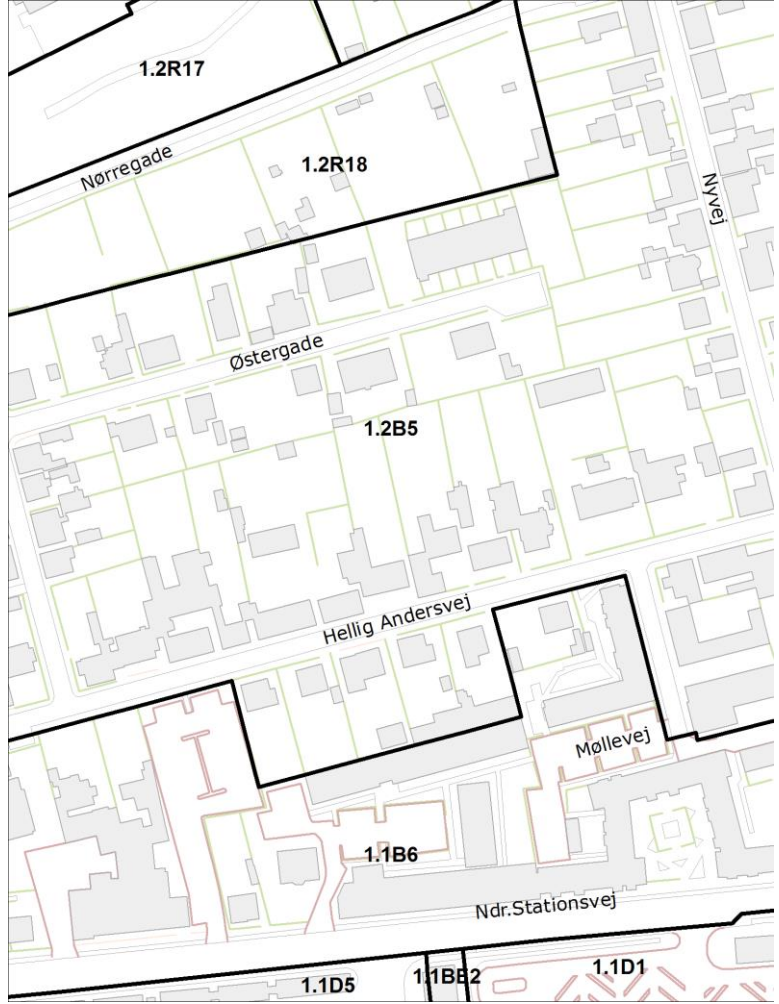 1.2R17
Nørregade
1.2R18
Nyvej
Østergade
1.2B5
Hellig Andersvej
Møllevej
1.1B6
Ndr.Stationsvej
1.1D5
1.1BE2
1.1D1